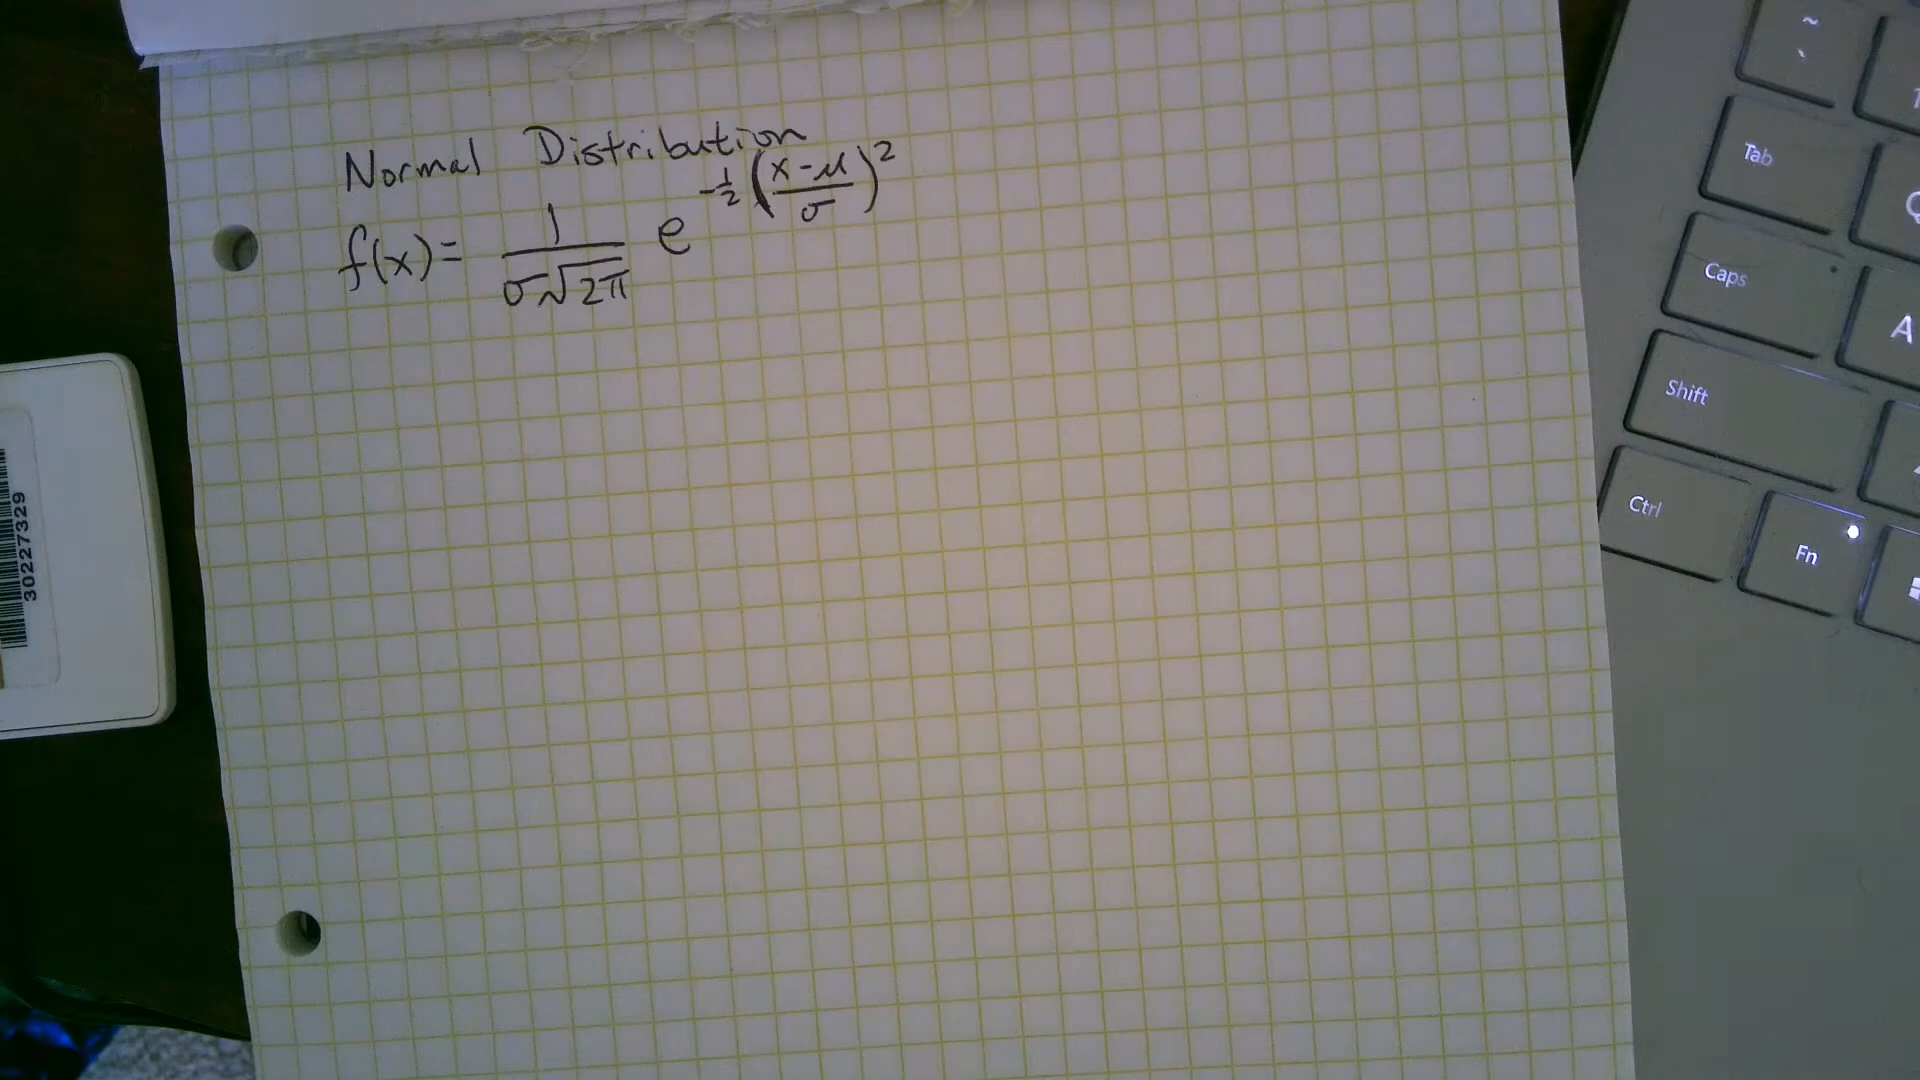 Normal Distribution
f(x) = 1/(σ√2π) e^(-1/2 ((x-μ)/σ)^2)
~
`
Tab
Q
Caps
A
Shift
Ctrl
Fn
30227329